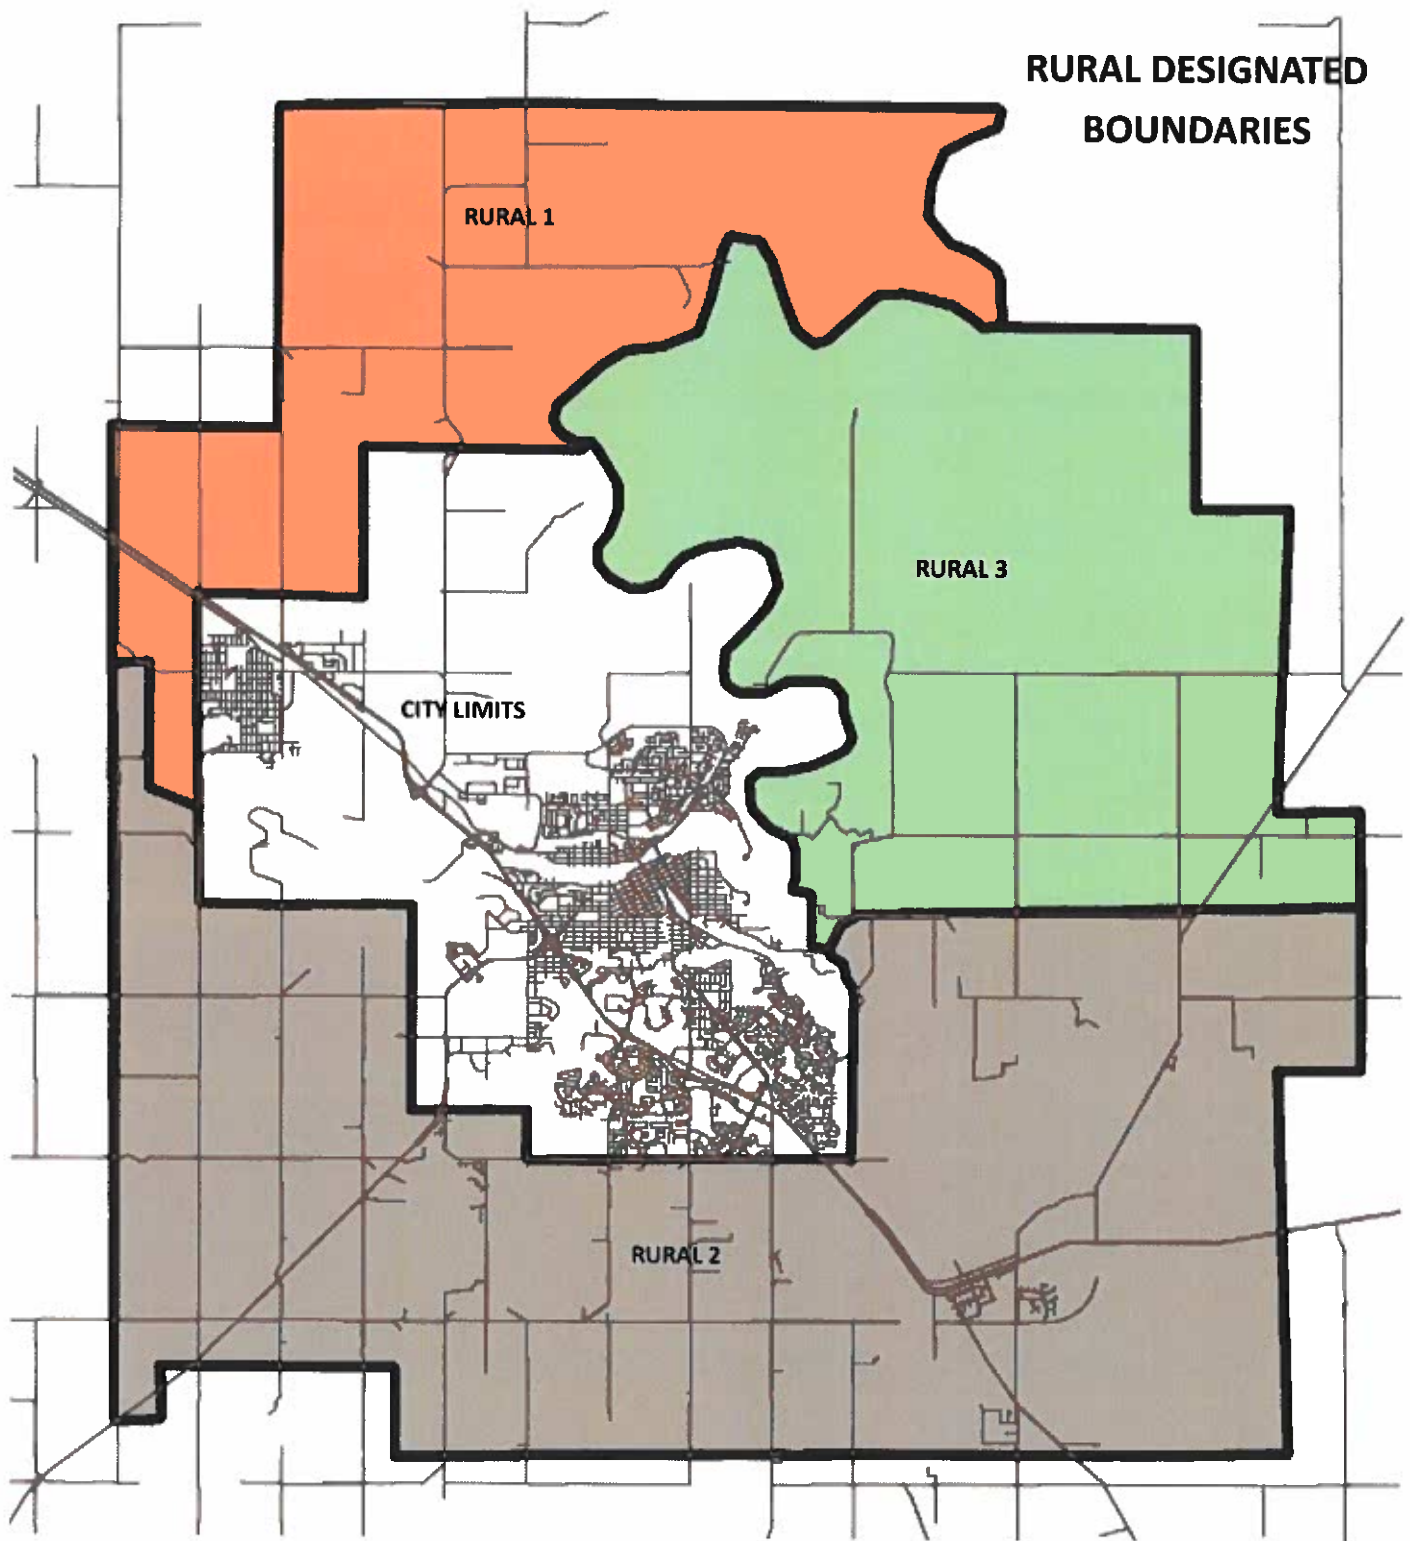 RURAL DESIGNATED
BOUNDARIES
RURAL 1
RURAL 3
CITY LIMITS
RURAL 2